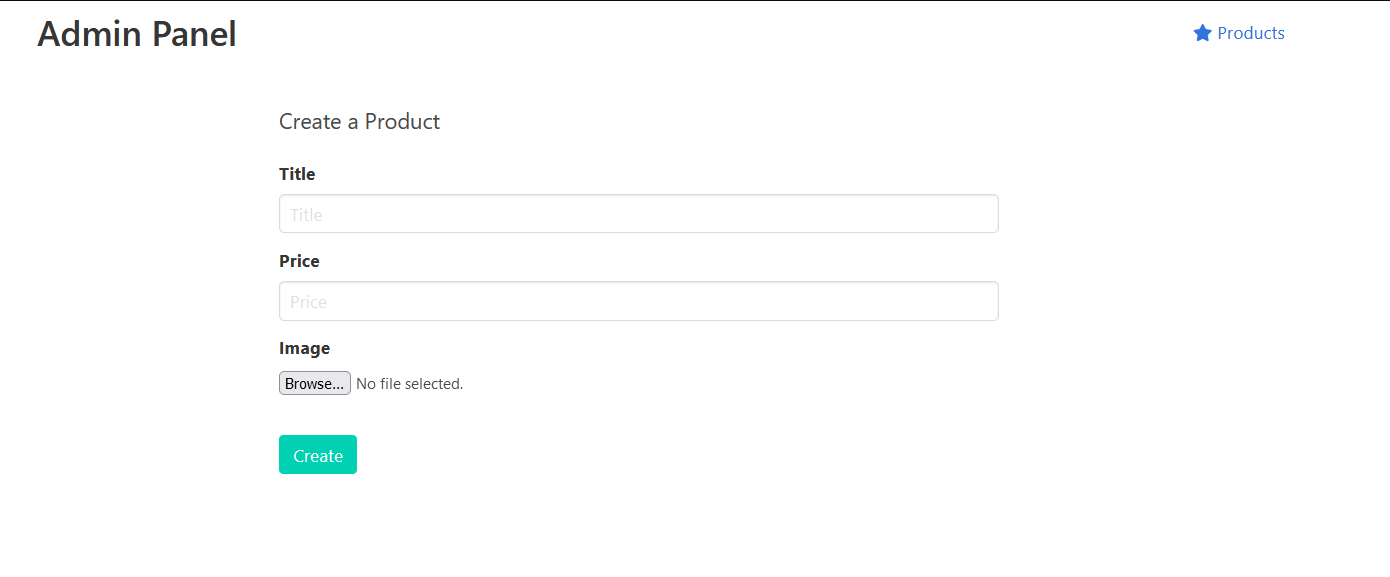 Admin Panel
Products
Create a Product
Title
Title
Price
Price
Image
Browse... No file selected.
Create